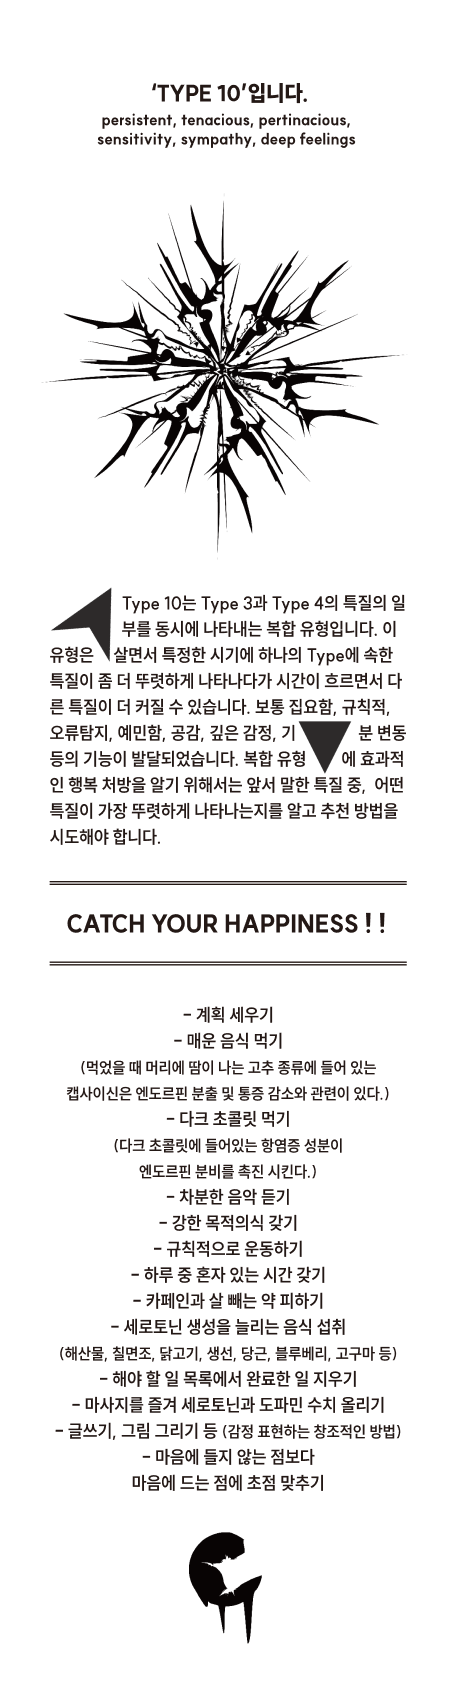 ‘TYPE 10’입니다.
persistent, tenacious, pertinacious,
sensitivity, sympathy, deep feelings
Type 10는 Type 3과 Type 4의 특질의 일
부를 동시에 나타내는 복합 유형입니다. 이
유형은 살면서 특정한 시기에 하나의 Type에 속한
특질이 좀 더 뚜렷하게 나타나다가 시간이 흐르면서 다
른 특질이 더 커질 수 있습니다. 보통 집요함, 규칙적,
오류탐지, 예민함, 공감, 깊은 감정, 기 분 변동
등의 기능이 발달되었습니다. 복합 유형 에 효과적
인 행복 처방을 알기 위해서는 앞서 말한 특질 중, 어떤
특질이 가장 뚜렷하게 나타나는지를 알고 추천 방법을
시도해야 합니다.
CATCH YOUR HAPPINESS ! !
- 계획 세우기
- 매운 음식 먹기
(먹었을 때 머리에 땀이 나는 고추 종류에 들어 있는
캡사이신은 엔도르핀 분출 및 통증 감소와 관련이 있다.)
- 다크 초콜릿 먹기
(다크 초콜릿에 들어있는 항염증 성분이
엔도르핀 분비를 촉진 시킨다.)
- 차분한 음악 듣기
- 강한 목적의식 갖기
- 규칙적으로 운동하기
- 하루 중 혼자 있는 시간 갖기
- 카페인과 살 빼는 약 피하기
- 세로토닌 생성을 늘리는 음식 섭취
(해산물, 칠면조, 닭고기, 생선, 당근, 블루베리, 고구마 등)
- 해야 할 일 목록에서 완료한 일 지우기
- 마사지를 즐겨 세로토닌과 도파민 수치 올리기
- 글쓰기, 그림 그리기 등 (감정 표현하는 창조적인 방법)
- 마음에 들지 않는 점보다
마음에 드는 점에 초점 맞추기